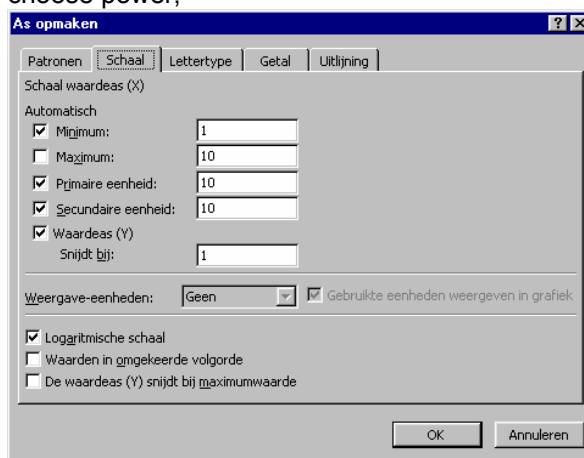 choose power,
As opmaken
Patronen Schaal Lettertype Getal Uitlijning
Schaal waardeas (X)
Automatisch
Minimum: 1
Maximum: 10
Primaire eenheid: 10
Secundaire eenheid: 10
Waardeas (Y)
Snijdt bij: 1
Weergave-eenheden: Geen Gebruikte eenheden weergeven in grafiek
Logaritmische schaal
Waarden in omgekeerde volgorde
De waardeas (Y) snijdt bij maximumwaarde
OK Annuleren